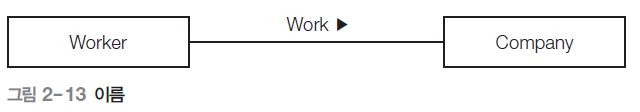 Work ▶
Worker
Company
그림 2-13 이름